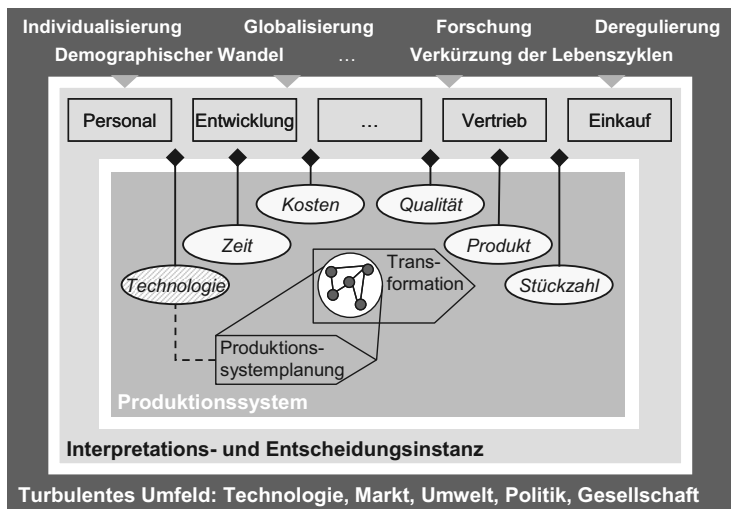 Individualisierung Globalisierung Forschung Deregulierung
Demographischer Wandel ... Verkürzung der Lebenszyklen
Personal Entwicklung ... Vertrieb Einkauf
Kosten Qualität
Zeit Produkt
Trans-
formation
Technologie Stückzahl
Produktions-
systemplanung
Produktionssystem
Interpretations- und Entscheidungsinstanz
Turbulentes Umfeld: Technologie, Markt, Umwelt, Politik, Gesellschaft